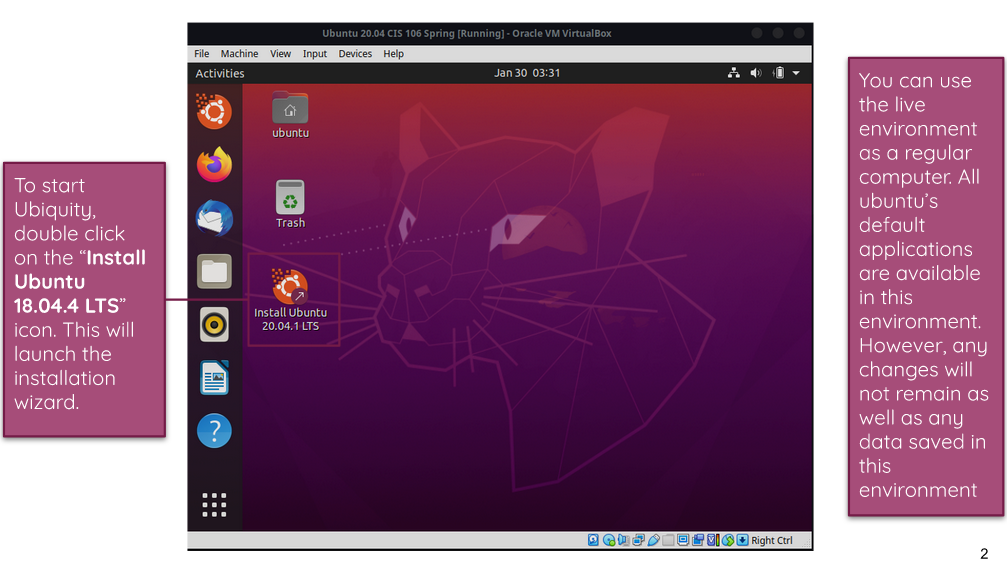 Ubuntu 20.04 CIS 106 Spring [Running] - Oracle VM VirtualBox
File Machine View Input Devices Help
Activities
Jan 30 03:31
ubuntu
Trash
Install Ubuntu
20.04.1 LTS
?
Right Ctrl
To start
Ubiquity,
double click
on the “Install
Ubuntu
18.04.4 LTS”
icon. This will
launch the
installation
wizard.
You can use
the live
environment
as a regular
computer. All
ubuntu’s
default
applications
are available
in this
environment.
However, any
changes will
not remain as
well as any
data saved in
this
environment
2